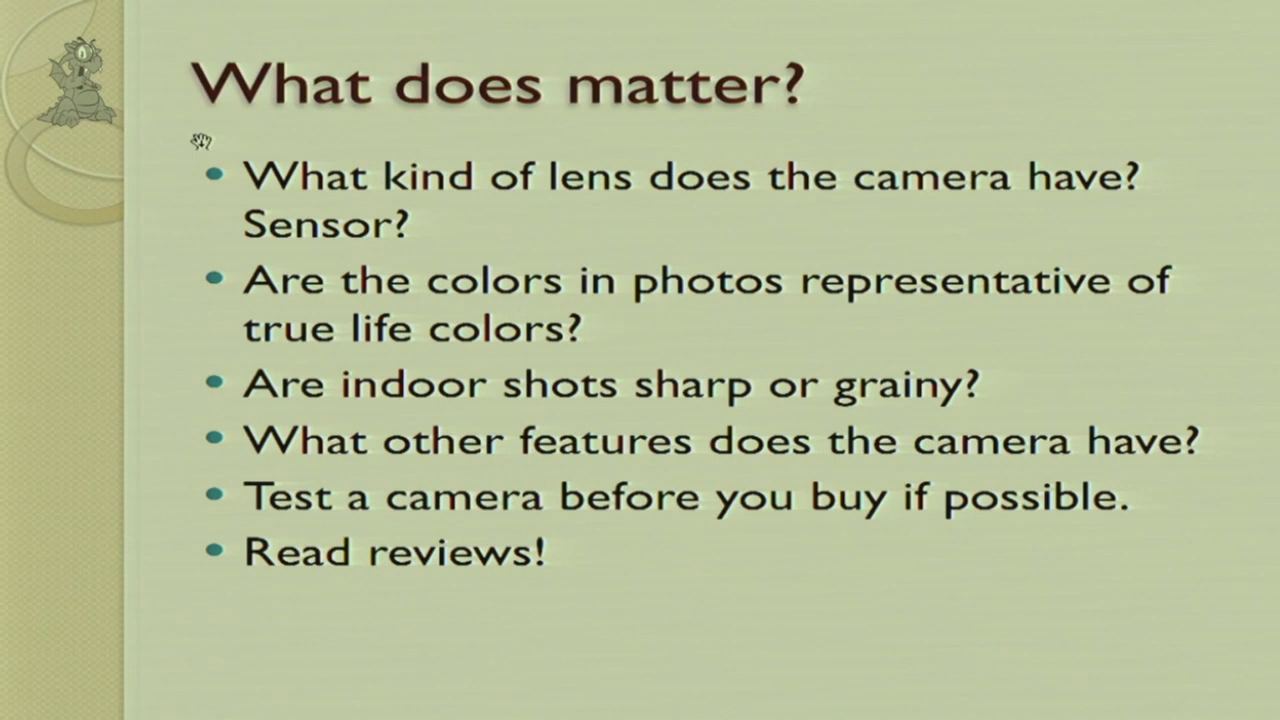 What does matter?
• What kind of lens does the camera have?
Sensor?
• Are the colors in photos representative of
true life colors?
• Are indoor shots sharp or grainy?
• What other features does the camera have?
• Test a camera before you buy if possible.
• Read reviews!